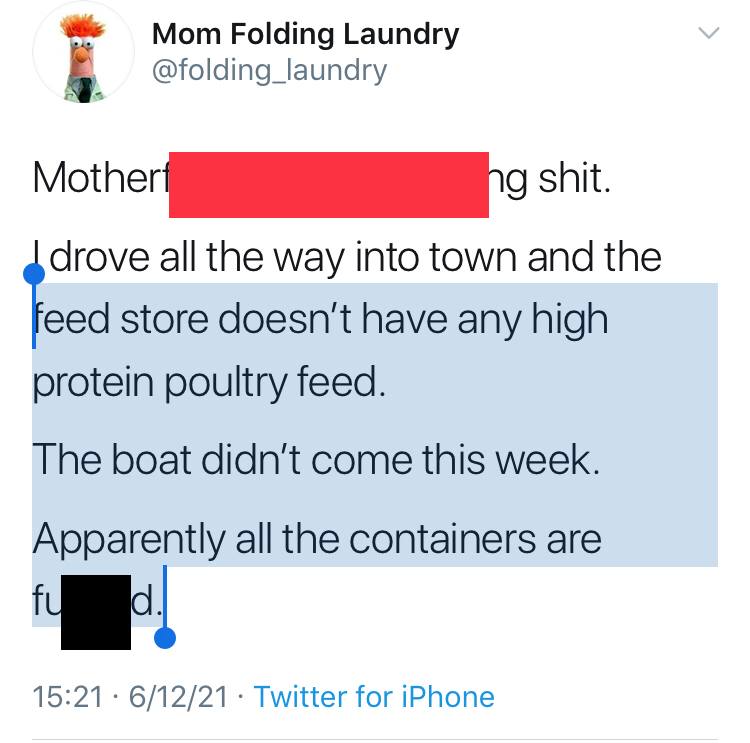 Mom Folding Laundry
@folding_laundry
Motherf ng shit.
I drove all the way into town and the
feed store doesn't have any high
protein poultry feed.
The boat didn't come this week.
Apparently all the containers are
fu d.
15:21 · 6/12/21 · Twitter for iPhone